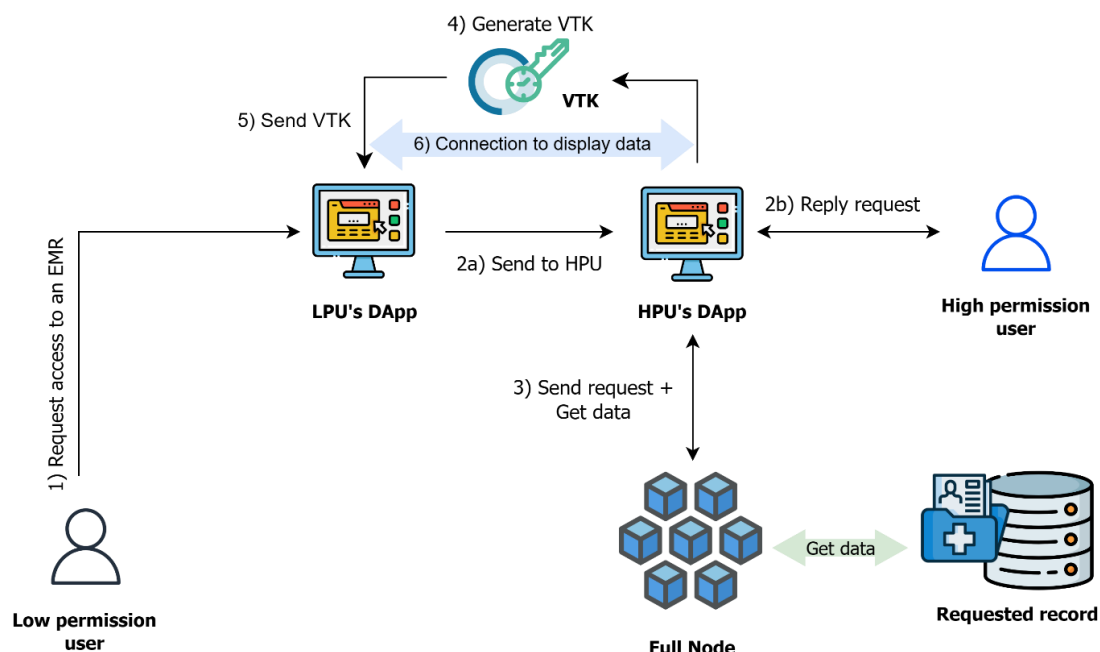 4) Generate VTK
VTK
5) Send VTK
6) Connection to display data
2b) Reply request
2a) Send to HPU
LPU's DApp
HPU's DApp
High permission
user
1) Request access to an EMR
3) Send request +
Get data
Get data
Low permission
user
Requested record
Full Node